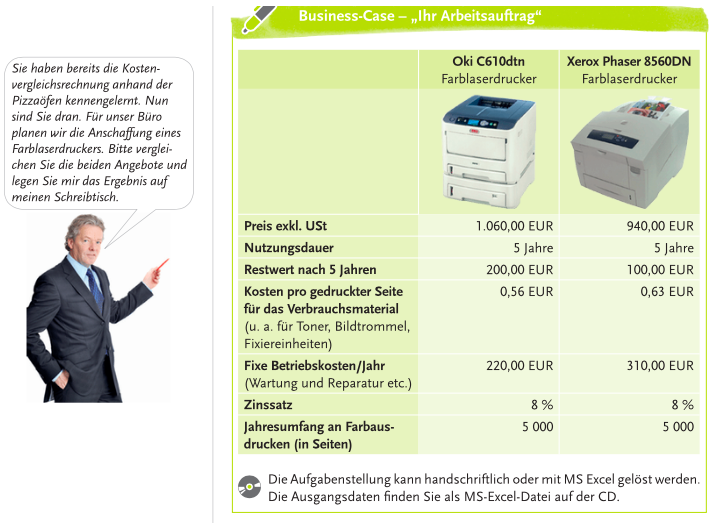 Business-Case – „Ihr Arbeitsauftrag“
Sie haben bereits die Kosten-
vergleichsrechnung anhand der
Pizzaöfen kennengelernt. Nun
sind Sie dran. Für unser Büro
planen wir die Anschaffung eines
Farblaserdruckers. Bitte verglei-
chen Sie die beiden Angebote und
legen Sie mir das Ergebnis auf
meinen Schreibtisch.
Oki C610dtn Xerox Phaser 8560DN
Farblaserdrucker Farblaserdrucker
Preis exkl. USt 1.060,00 EUR 940,00 EUR
Nutzungsdauer 5 Jahre 5 Jahre
Restwert nach 5 Jahren 200,00 EUR 100,00 EUR
Kosten pro gedruckter Seite 0,56 EUR 0,63 EUR
für das Verbrauchsmaterial
(u. a. für Toner, Bildtrommel,
Fixiereinheiten)
Fixe Betriebskosten/Jahr 220,00 EUR 310,00 EUR
(Wartung und Reparatur etc.)
Zinssatz 8 % 8 %
Jahresumfang an Farbaus- 5 000 5 000
drucken (in Seiten)
Die Aufgabenstellung kann handschriftlich oder mit MS Excel gelöst werden.
Die Ausgangsdaten finden Sie als MS-Excel-Datei auf der CD.